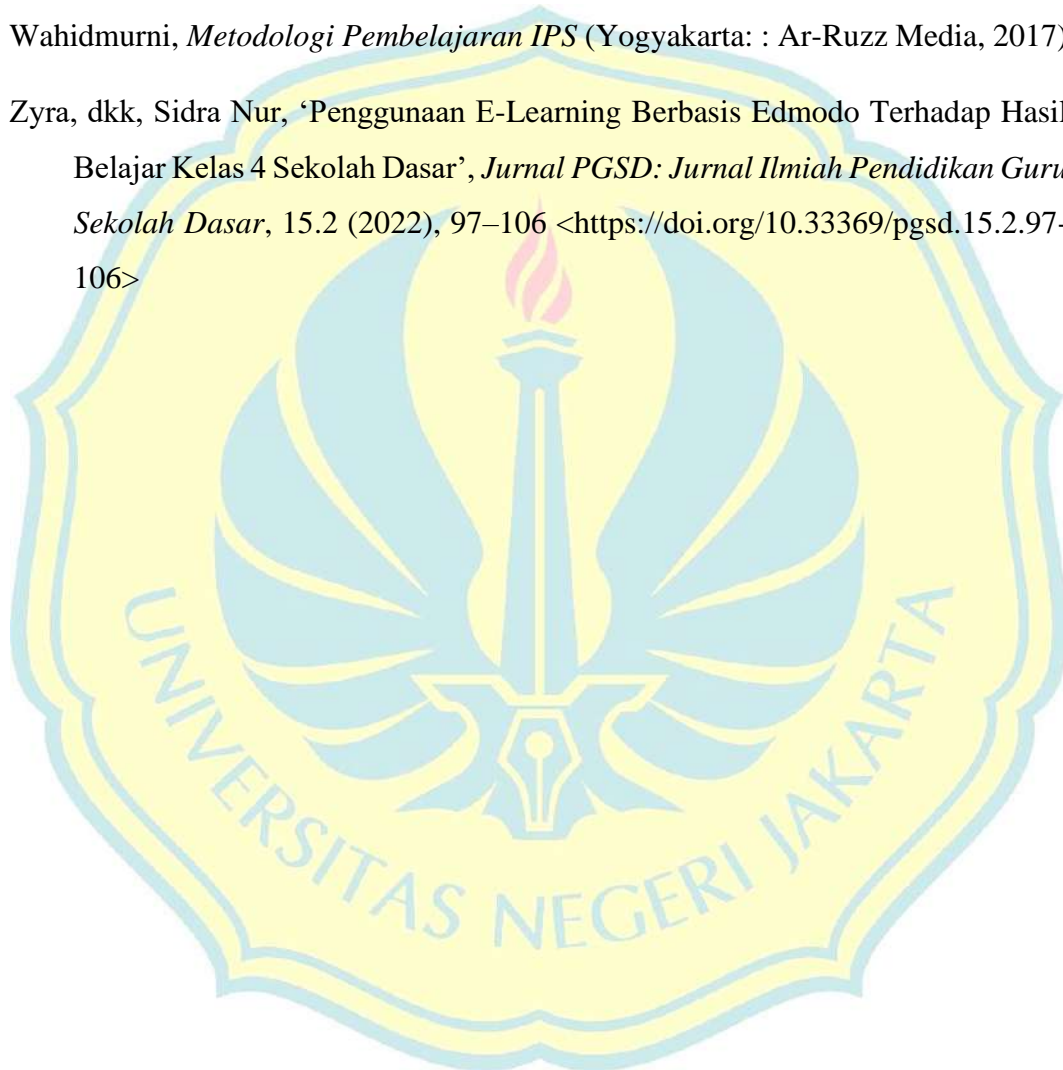 Wahidmurni, Metodologi Pembelajaran IPS (Yogyakarta: : Ar-Ruzz Media, 2017)
Zyra, dkk, Sidra Nur, ‘Penggunaan E-Learning Berbasis Edmodo Terhadap Hasil
Belajar Kelas 4 Sekolah Dasar’, Jurnal PGSD: Jurnal Ilmiah Pendidikan Guru
Sekolah Dasar, 15.2 (2022), 97–106 <https://doi.org/10.33369/pgsd.15.2.97-
106>
UNIVERSITAS NEGERI JAKARTA